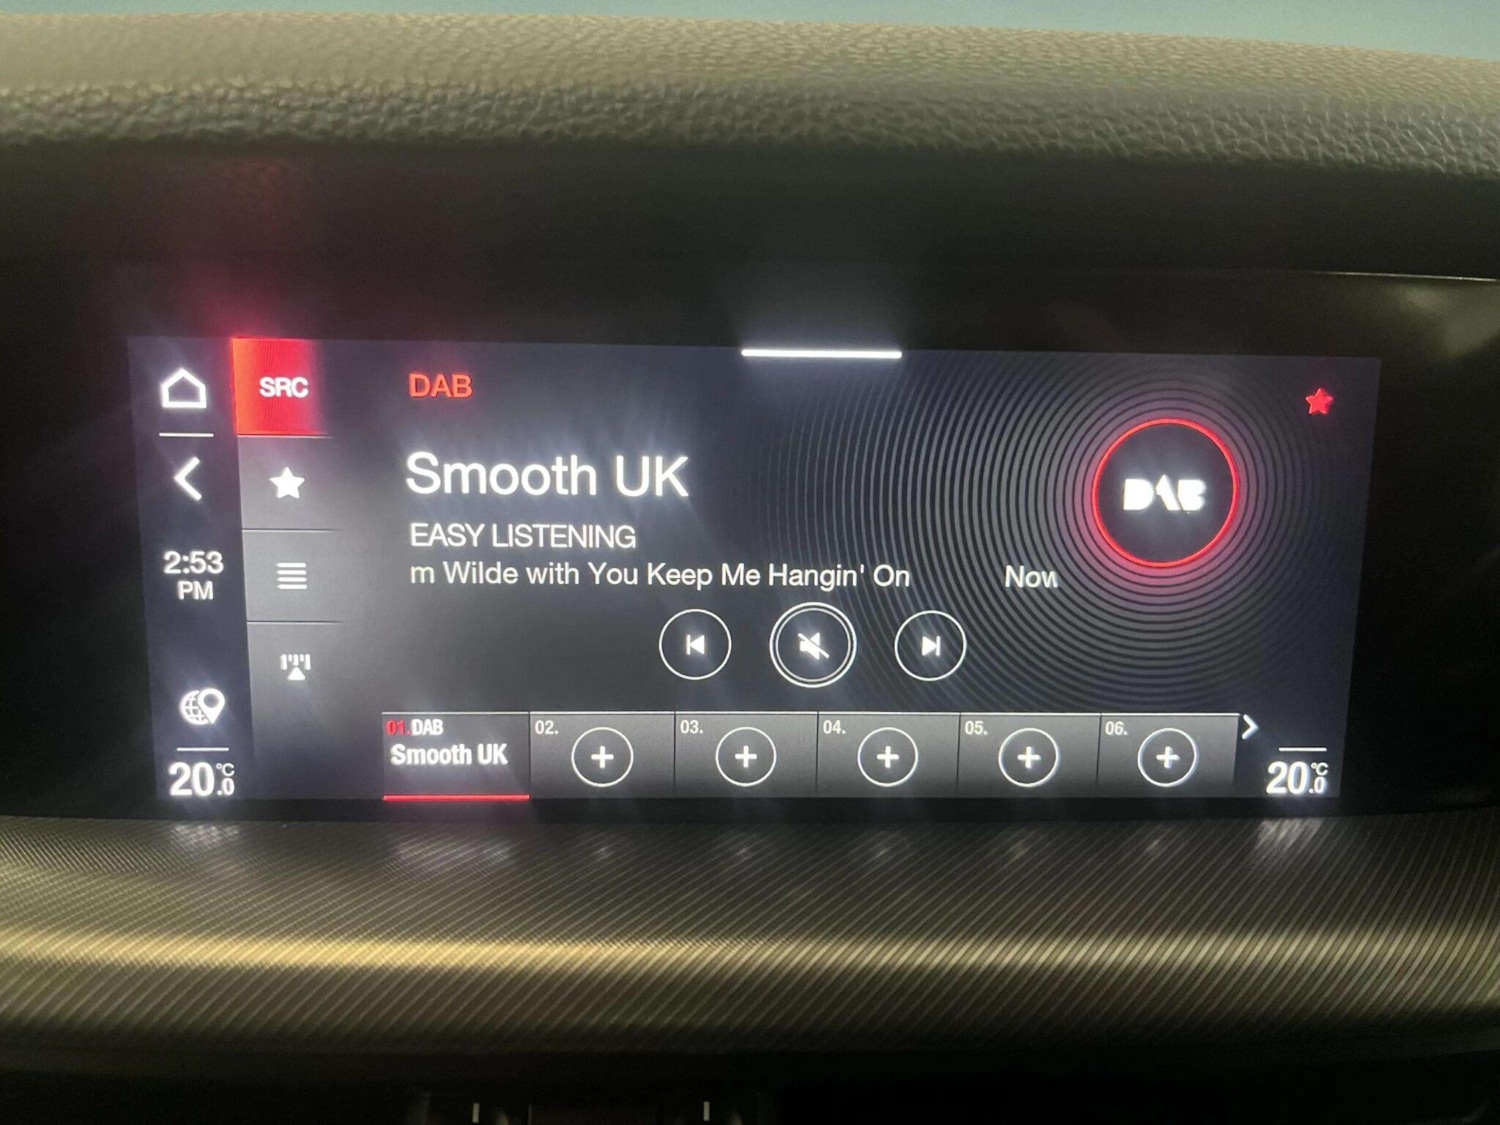 SRC
DAB
Smooth UK
EASY LISTENING
m Wilde with You Keep Me Hangin' On Now
DAB
2:53
PM
01.DAB
Smooth UK
02.
03.
04.
05.
06.
20.0 °C
20.0 °C